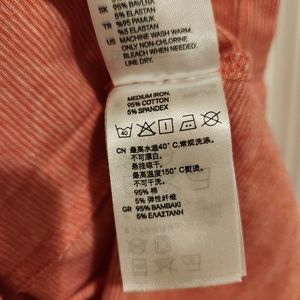 SK 95% BAVLNA
5% ELASTAN
TR %95 PAMUK
%5 ELASTAN
US MACHINE WASH WARM.
ONLY NON-CHLORINE
BLEACH WHEN NEEDED.
LINE DRY.
MEDIUM IRON.
95% COTTON
5% SPANDEX
40
CN 最高水温40°C,常规洗涤。
不可漂白。
悬挂晾干。
最高温度150°C熨烫。
不可干洗。
95% 棉
5% 弹性纤维
GR 95% ΒΑΜΒΑΚΙ
5% ΕΛΑΣΤΑΝΗ